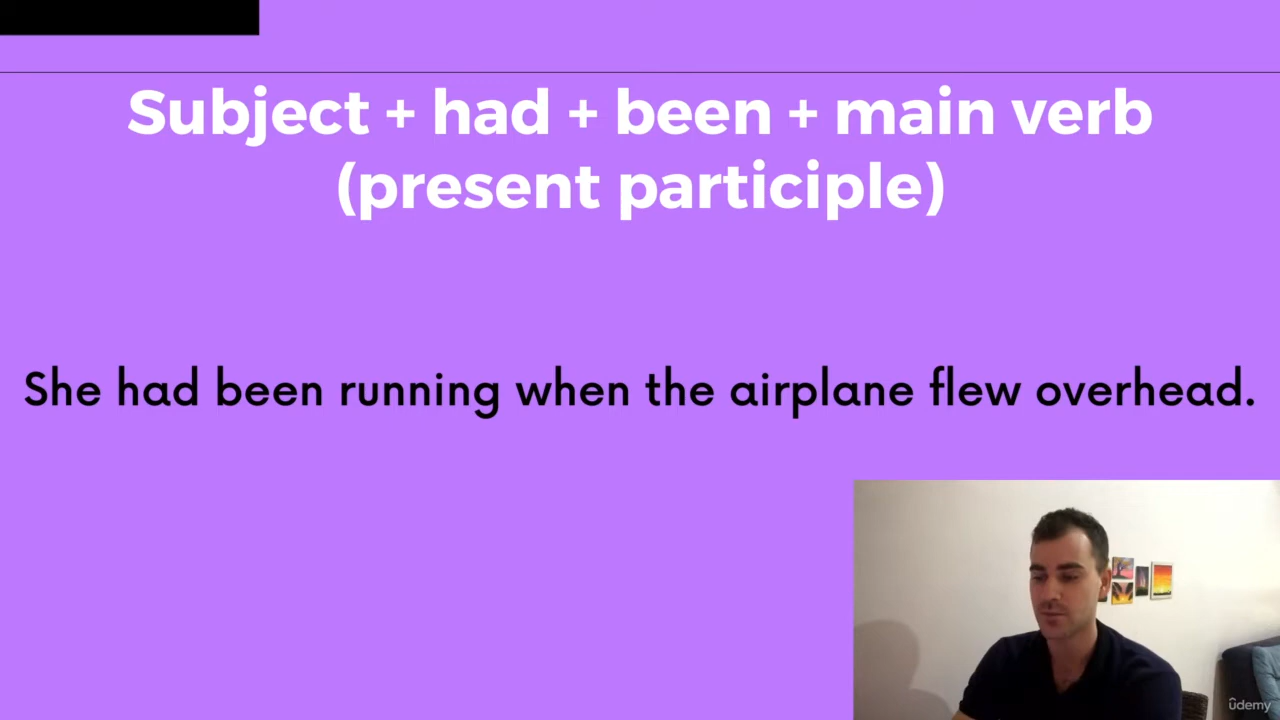 Subject + had + been + main verb
(present participle)
She had been running when the airplane flew overhead.
ûdemy